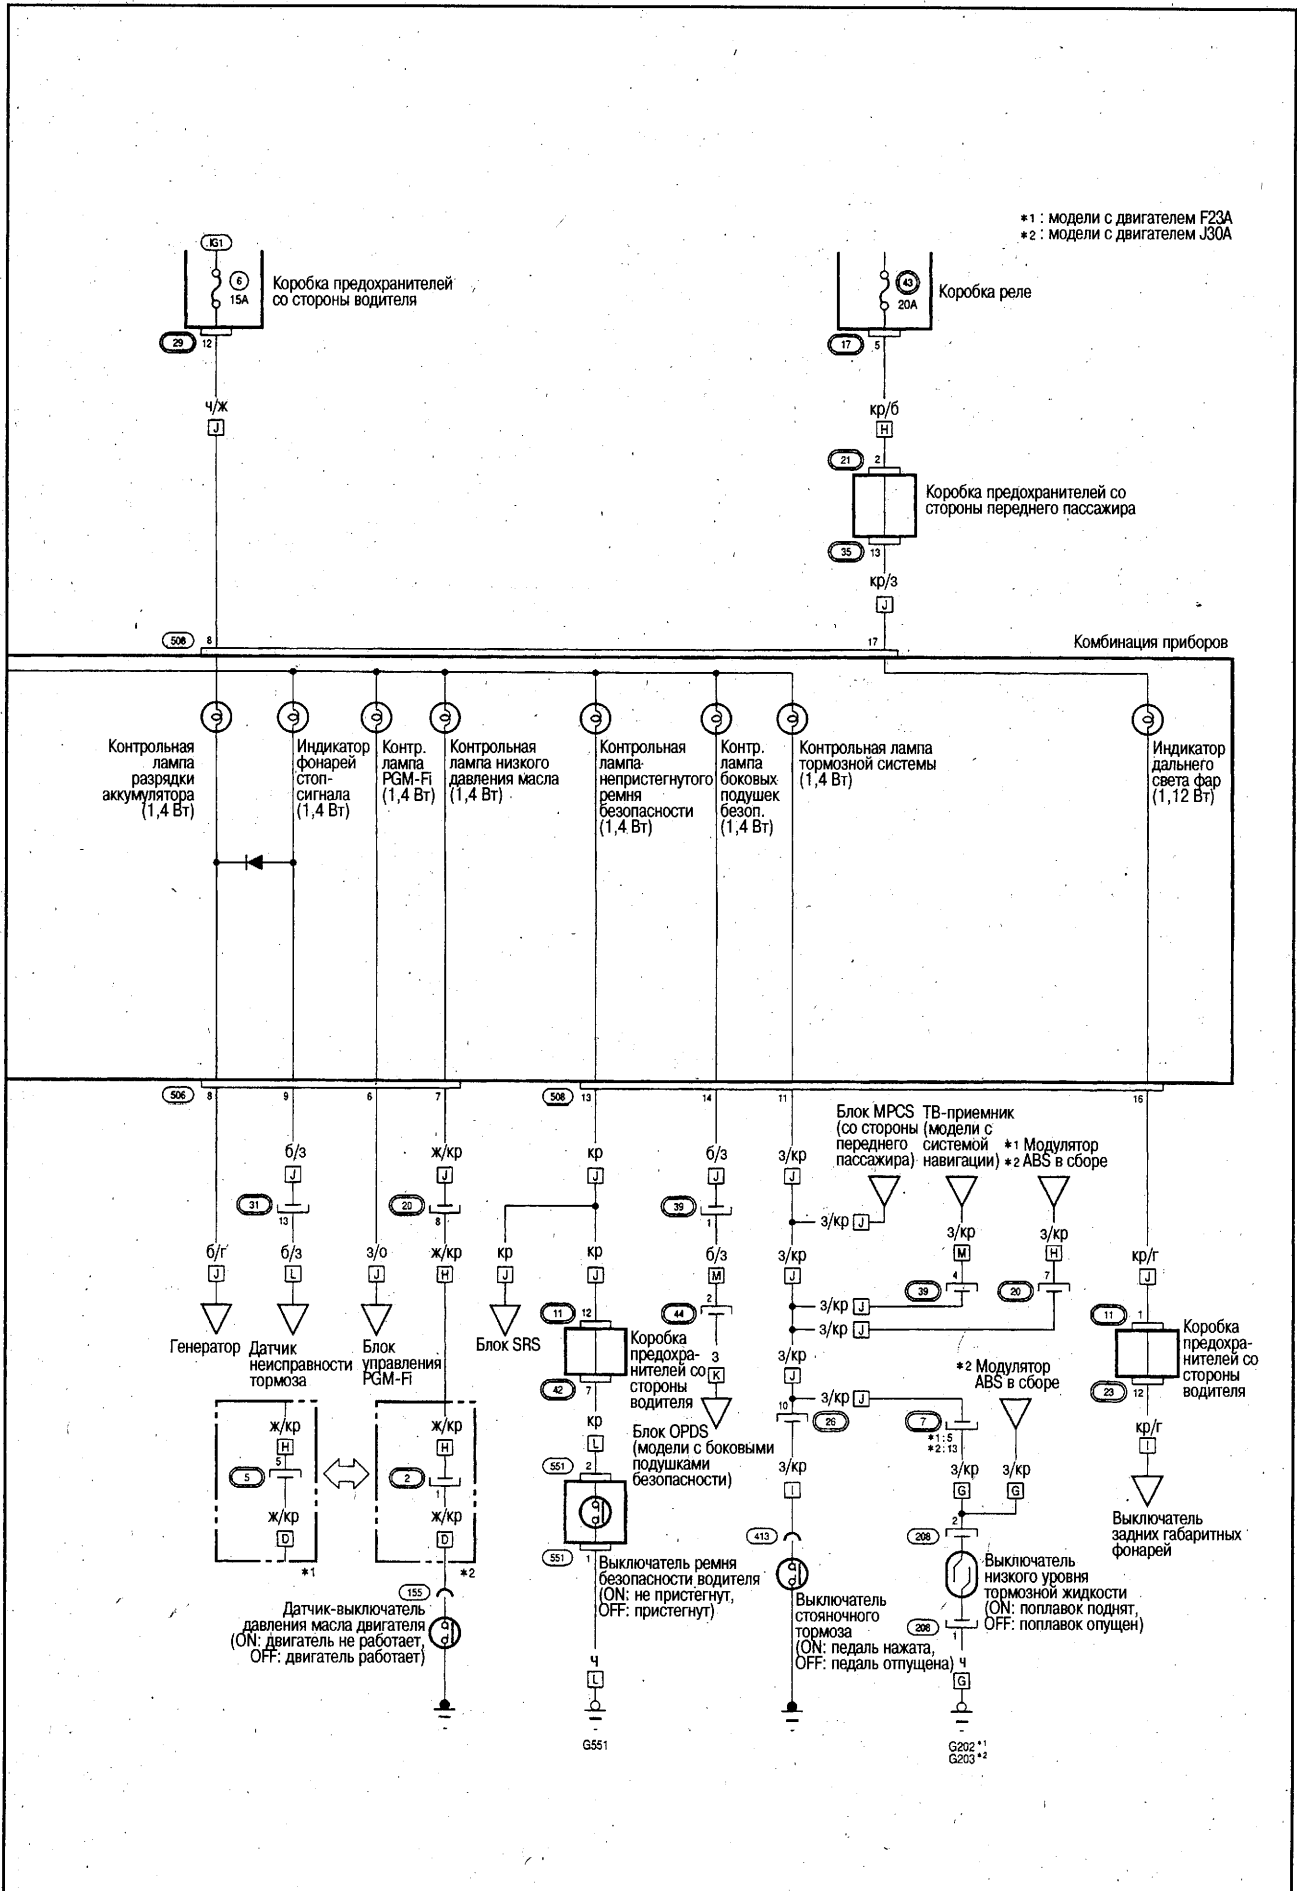 *1 : модели с двигателем F23A
*2 : модели с двигателем J30A
IG1
6
15A
Коробка предохранителей
со стороны водителя
29
12
ч/ж
J
43
20A
Коробка реле
17
5
кр/б
H
21
2
Коробка предохранителей со
стороны переднего пассажира
35
13
кр/з
J
8
17
Комбинация приборов
Контрольная
лампа
разрядки
аккумулятора
(1,4 Вт)
Индикатор
фонарей
стоп-
сигнала
(1,4 Вт)
Контр.
лампа
PGM-Fi
(1,4 Вт)
Контрольная
лампа низкого
давления масла
(1,4 Вт)
Контрольная
лампа
непристегнутого
ремня
безопасности
(1,4 Вт)
Контр.
лампа
боковых
подушек
безоп.
(1,4 Вт)
Контрольная лампа
тормозной системы
(1,4 Вт)
Индикатор
дальнего
света фар
(1,12 Вт)
506
8
9
6
7
508
13
14
11
16
Блок MPCS
(со стороны
переднего
пассажира)
ТВ-приемник
(модели с
системой
навигации)
*1 Модулятор
*2 ABS в сборе
б/з
J
ж/кр
J
кр
J
б/з
J
з/кр
J
31
13
20
8
39
1
з/кр J
б/г
J
б/з
L
з/о
J
ж/кр
H
кр
J
кр
J
б/з
M
з/кр
J
з/кр
M
з/кр
H
кр/г
J
39
4
20
7
з/кр J
з/кр J
Генератор
Датчик
неисправности
тормоза
Блок
управления
PGM-Fi
Блок SRS
11
12
Коробка
предохра-
нителей со
стороны
водителя
42
7
44
2
З
K
Блок OPDS
(модели с боковыми
подушками
безопасности)
з/кр
J
з/кр J
10
26
*2 Модулятор
ABS в сборе
7
*1:5
*2:13
11
1
Коробка
предохра-
нителей со
стороны
водителя
23
12
кр/г
I
Выключатель
задних габаритных
фонарей
ж/кр
H
5
5
ж/кр
D
*1
ж/кр
H
2
1
ж/кр
D
*2
кр
L
551
2
551
1
Выключатель ремня
безопасности водителя
(ON: не пристегнут,
OFF: пристегнут)
з/кр
I
413
Выключатель
стояночного
тормоза
(ON: педаль нажата,
OFF: педаль отпущена)
з/кр
G
з/кр
G
2
208
Выключатель
низкого уровня
тормозной жидкости
(ON: поплавок поднят,
OFF: поплавок опущен)
208
1
155
Датчик-выключатель
давления масла двигателя
(ON: двигатель не работает,
OFF: двигатель работает)
Ч
L
G551
Ч
G
G202 *1
G203 *2